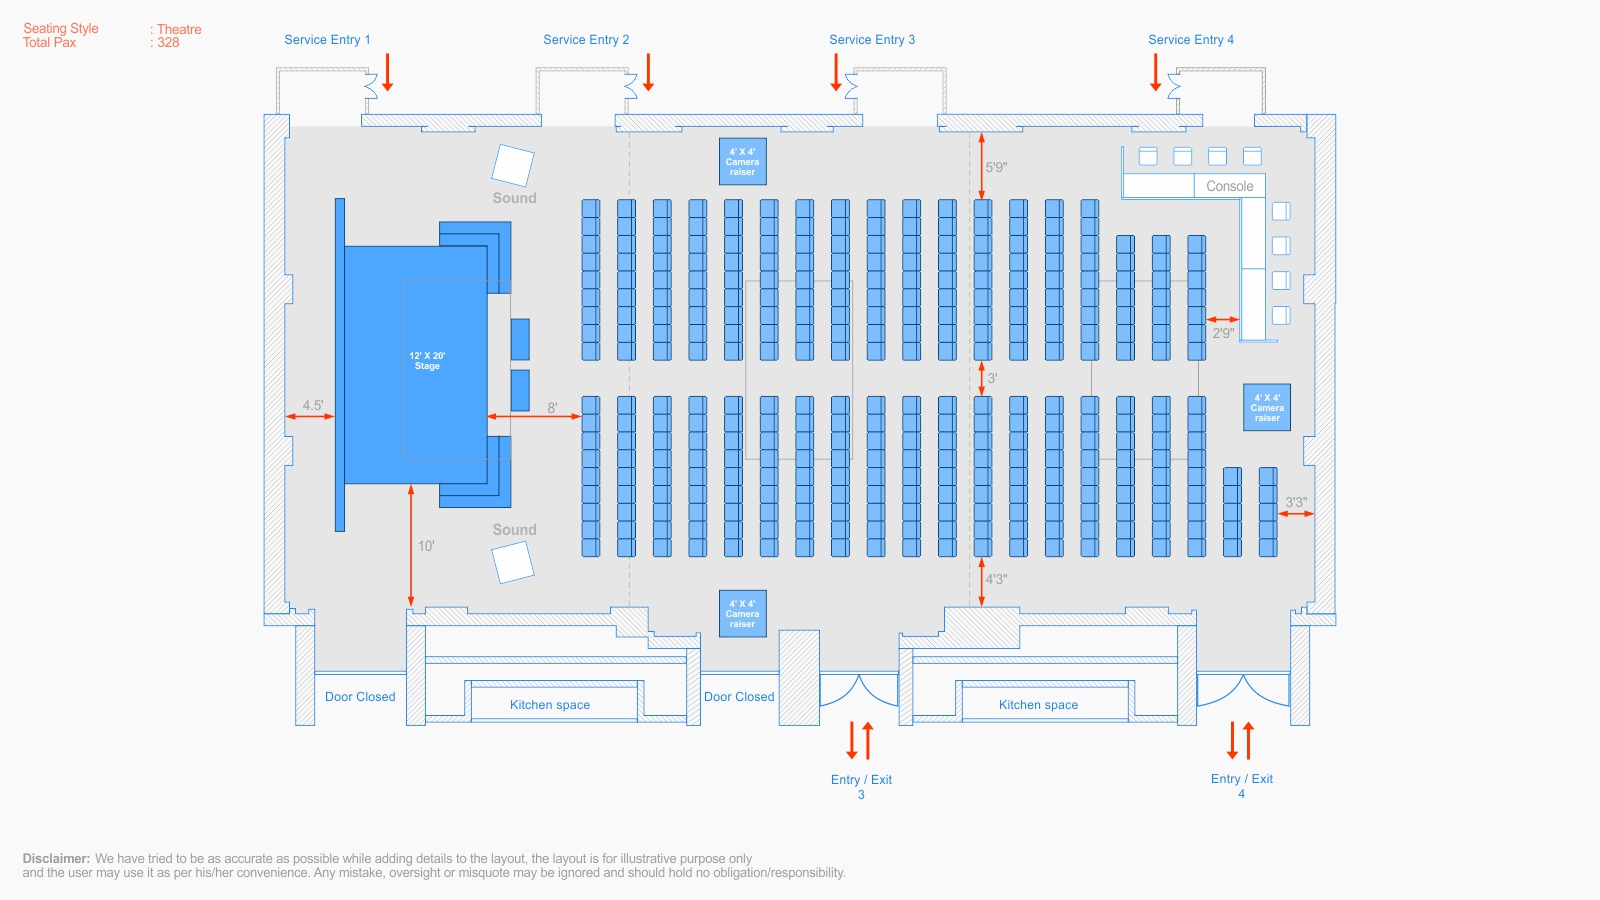 Seating Style : Theatre
Total Pax : 328
Service Entry 1
Service Entry 2
Service Entry 3
Service Entry 4
4' X 4'
Camera
raiser
5'9"
Console
Sound
2'9"
12' X 20'
Stage
3'
4.5'
8'
4' X 4'
Camera
raiser
3'3"
Sound
10'
4'3"
4' X 4'
Camera
raiser
Door Closed
Kitchen space
Door Closed
Kitchen space
Entry / Exit
3
Entry / Exit
4
Disclaimer: We have tried to be as accurate as possible while adding details to the layout, the layout is for illustrative purpose only
and the user may use it as per his/her convenience. Any mistake, oversight or misquote may be ignored and should hold no obligation/responsibility.